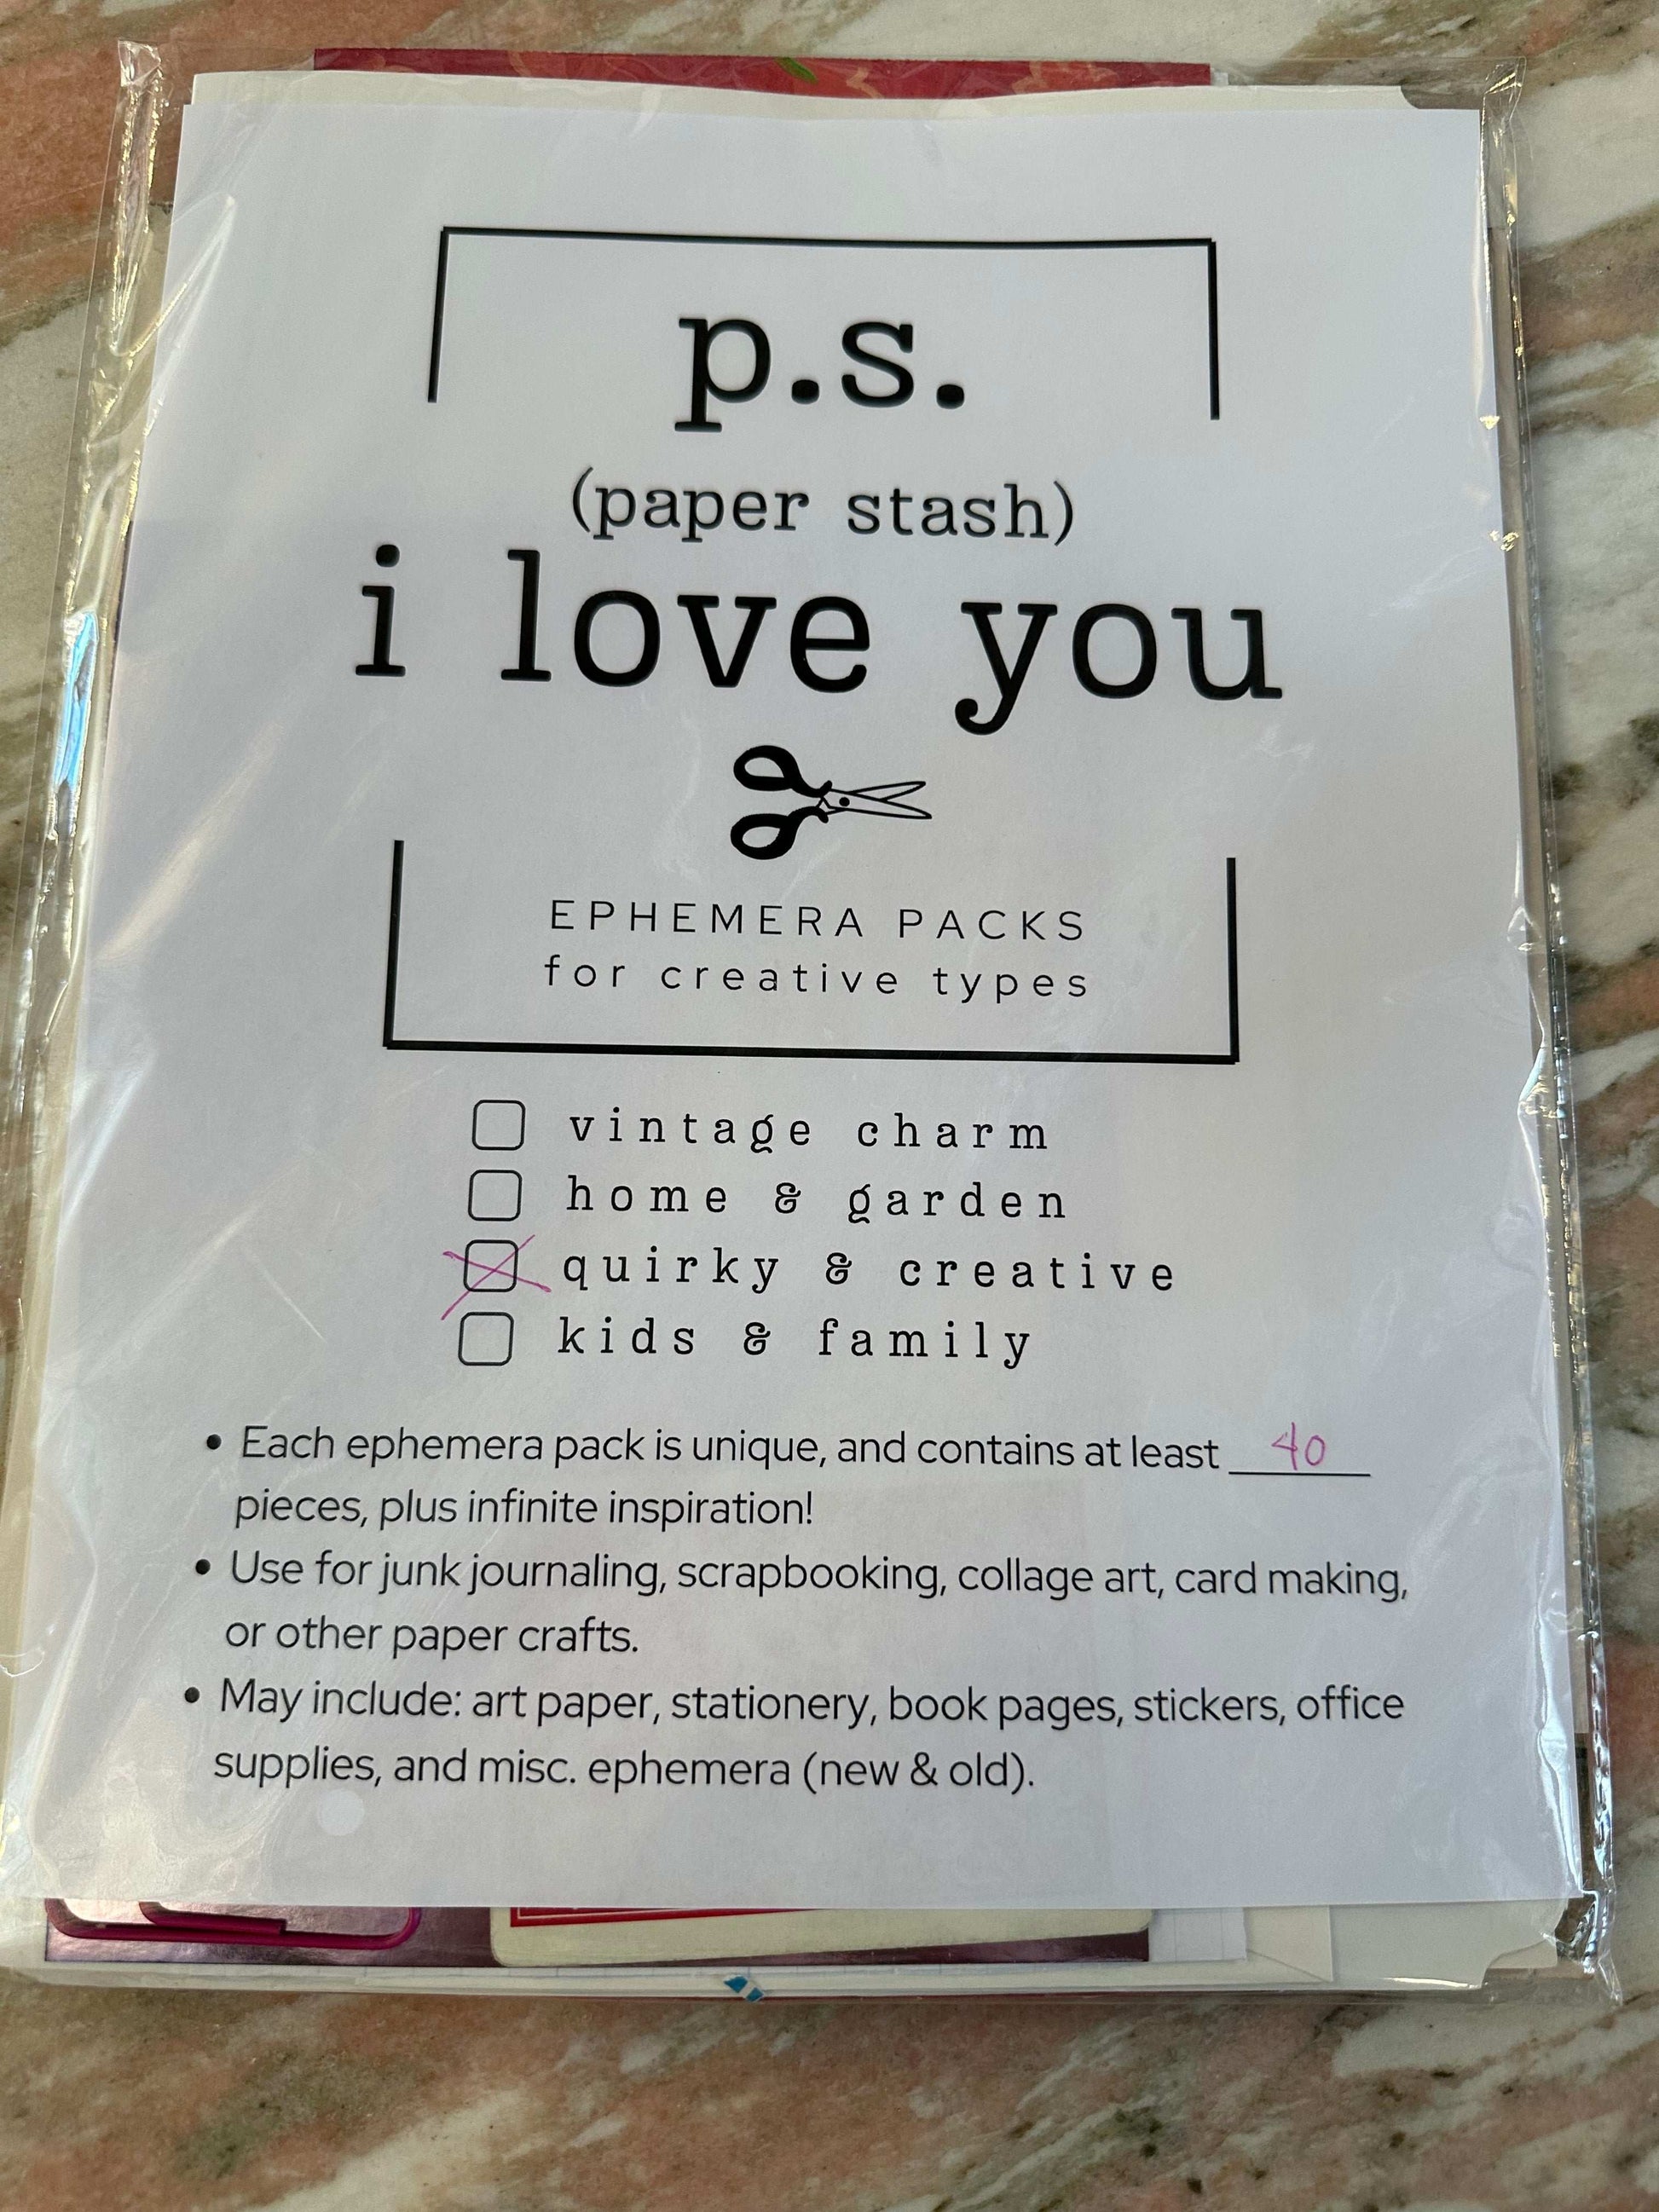 p.s.
(paper stash)
i love you
EPHEMERA PACKS
for creative types
vintage charm
home & garden
quirky & creative
kids & family
• Each ephemera pack is unique, and contains at least 40
pieces, plus infinite inspiration!
• Use for junk journaling, scrapbooking, collage art, card making,
or other paper crafts.
• May include: art paper, stationery, book pages, stickers, office
supplies, and misc. ephemera (new & old).